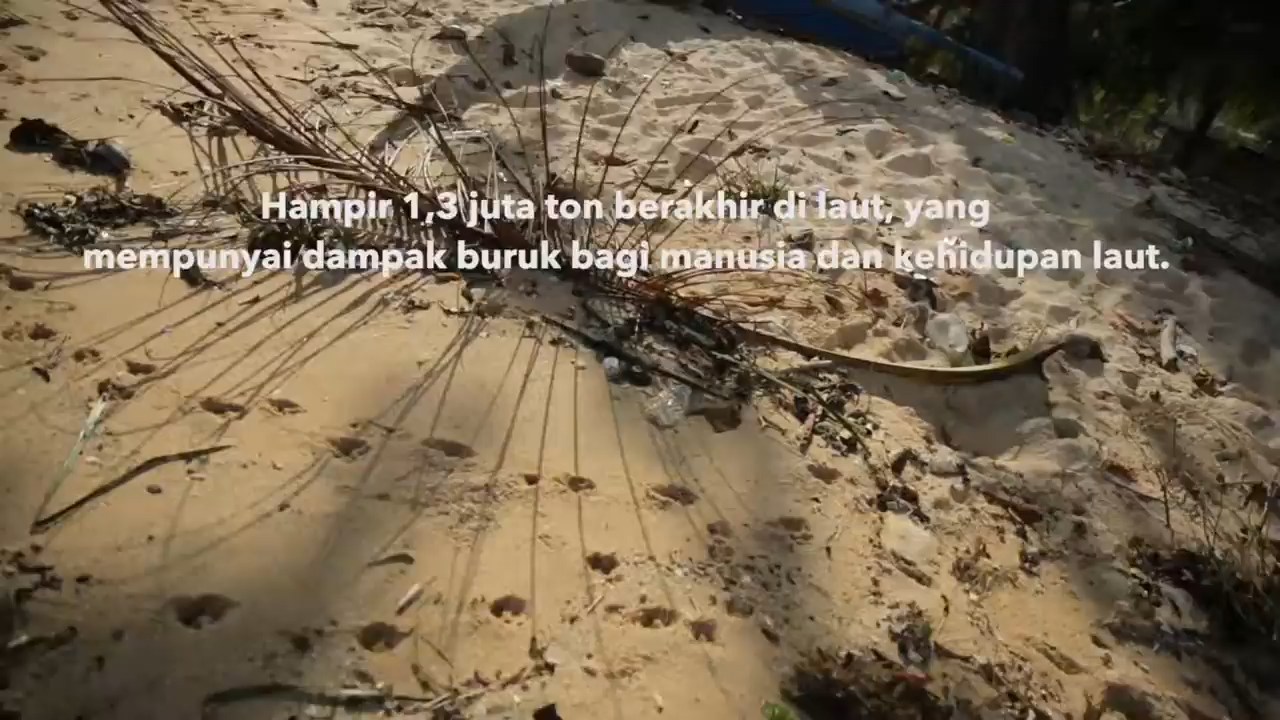 Hampir 1,3 juta ton berakhir di laut, yang
mempunyai dampak buruk bagi manusia dan kehidupan laut.